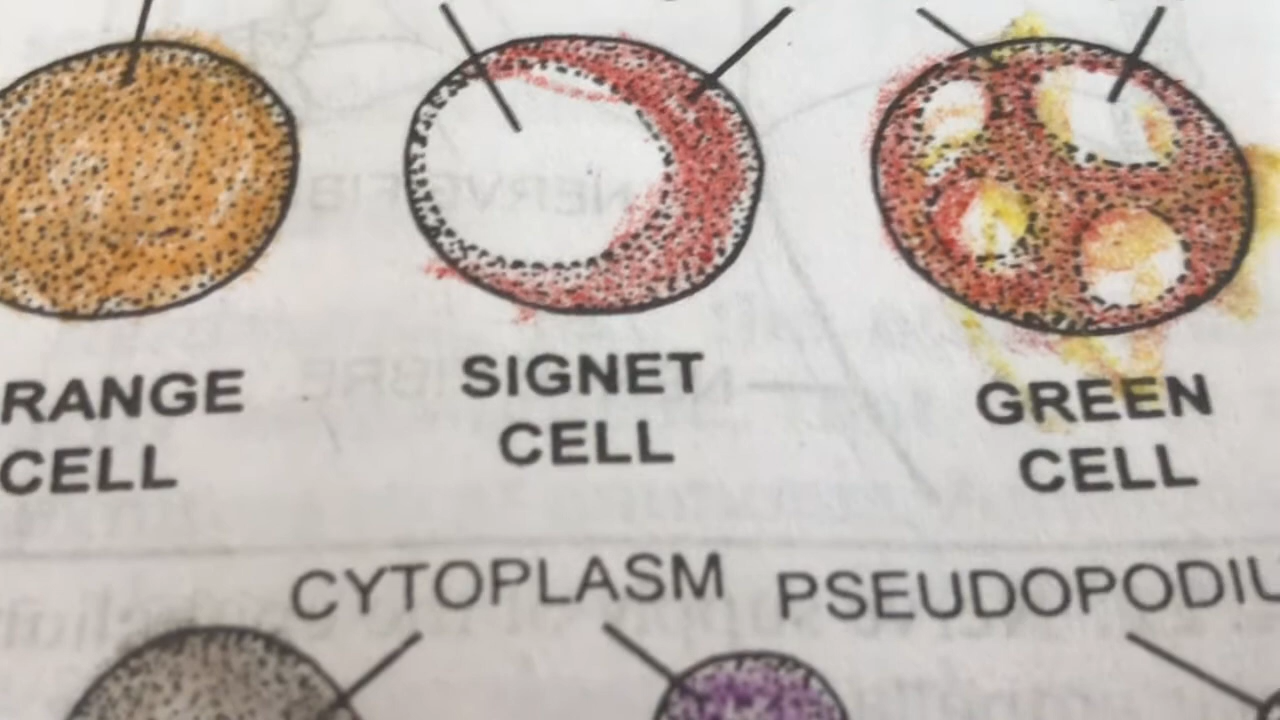 RANGE
CELL
SIGNET
CELL
GREEN
CELL
CYTOPLASM
PSEUDOPODIU